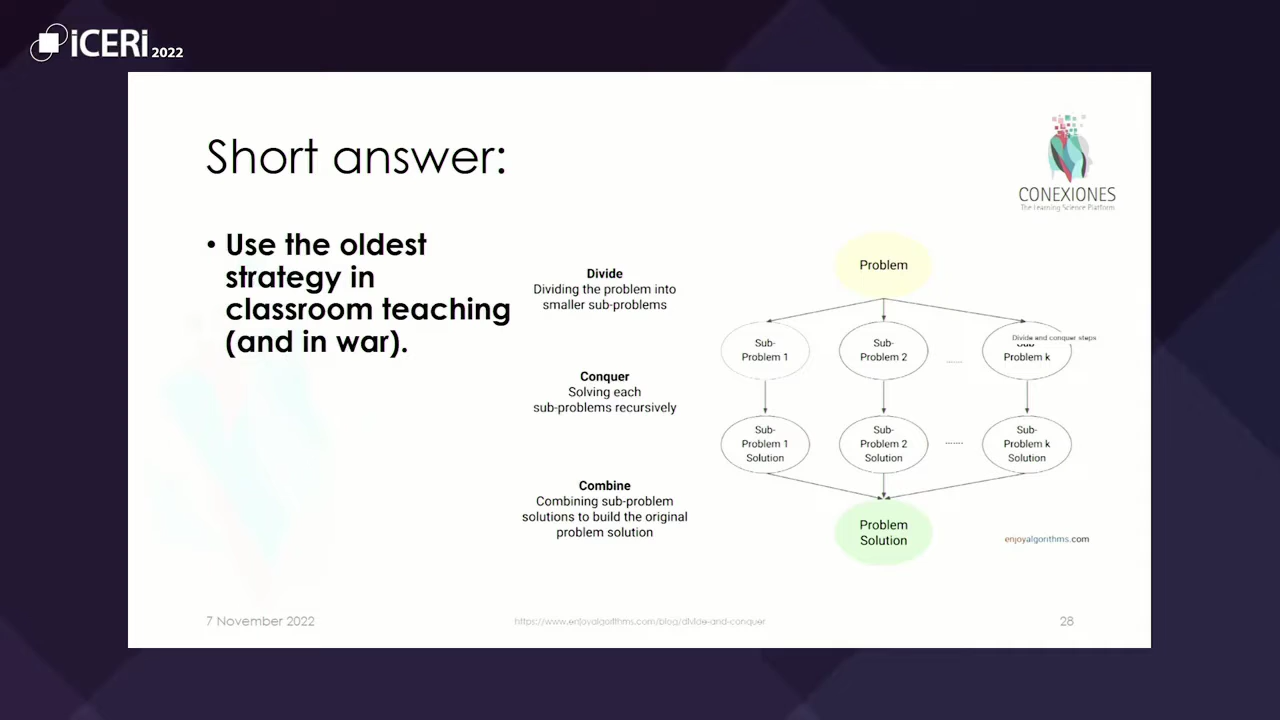 iCERi 2022
Short answer:
CONEXIONES
The Learning Science Platform
• Use the oldest
strategy in
classroom teaching
(and in war).
Divide
Dividing the problem into
smaller sub-problems
Conquer
Solving each
sub-problems recursively
Combine
Combining sub-problem
solutions to build the original
problem solution
Problem
Sub-
Problem 1
Sub-
Problem 2
.......
Divide and conquer steps
Sub-
Problem k
Sub-
Problem 1
Solution
Sub-
Problem 2
Solution
.......
Sub-
Problem k
Solution
Problem
Solution
enjoyalgorithms.com
7 November 2022
https://www.enjoyalgorithms.com/blog/divide-and-conquer
28